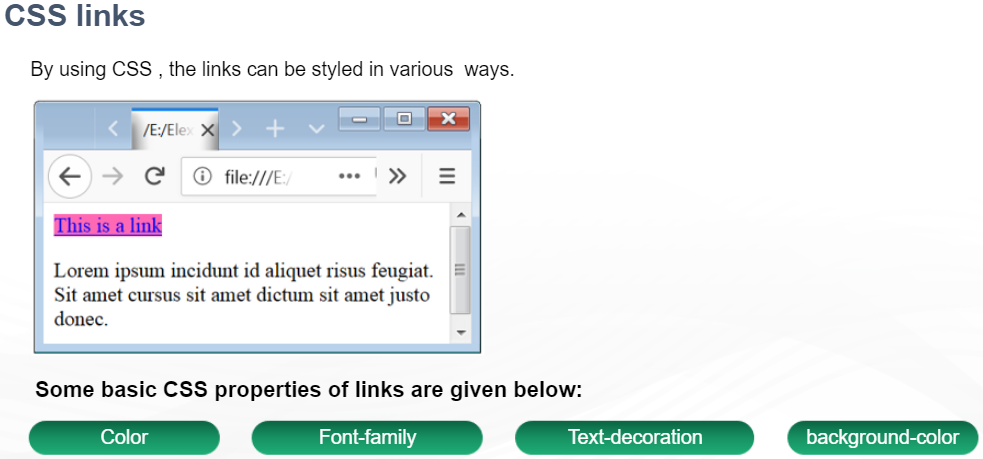 CSS links
By using CSS , the links can be styled in various  ways.
/E:/Elex
file:///E:/
This is a link
Lorem ipsum incidunt id aliquet risus feugiat.
Sit amet cursus sit amet dictum sit amet justo
donec.
Some basic CSS properties of links are given below:
Color Font-family Text-decoration background-color